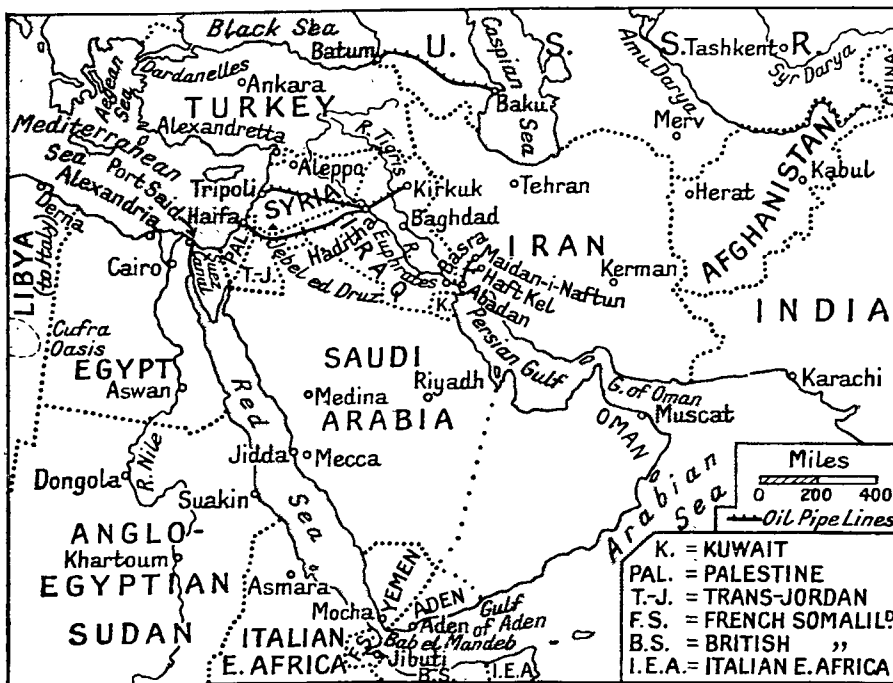 Black Sea
Batum
U. S. S. R.
Caspian Sea
Tashkent
Amu Darya
Syr Darya
Aegean Sea
Dardanelles
Ankara
TURKEY
Baku
Merv
Mediterranean Sea
Alexandretta
R. Tigris
Aleppo
Port Said
Alexandria
Tripoli
SYRIA
Kirkuk
Tehran
Herat
Kabul
AFGHANISTAN
Derna
Haifa
PAL.
Haditha
Baghdad
R. Euphrates
IRAQ
IRAN
LIBYA
(to Italy)
Cairo
Suez Canal
T-J.
Jebel ed Druz
Basra
Maidan-i-Naftun
Haft Kel
Abadan
Kerman
K.
INDIA
Cufra
Oasis
EGYPT
Aswan
SAUDI
ARABIA
Riyadh
Persian Gulf
G. of Oman
Karachi
Medina
Muscat
OMAN
Red Sea
R. Nile
Jidda
Mecca
Dongola
Suakin
Arabian Sea
Miles
0 200 400
Oil Pipe Lines
ANGLO-
Khartoum
EGYPTIAN
SUDAN
Asmara
YEMEN
Mocha
ADEN
Aden
Gulf of Aden
Bab el Mandeb
ITALIAN
E. AFRICA
F.S.
Jibuti
B.S.
I.E.A.
K. = KUWAIT
PAL. = PALESTINE
T.-J. = TRANS-JORDAN
F.S. = FRENCH SOMALILD.
B.S. = BRITISH „
I.E.A. = ITALIAN E. AFRICA